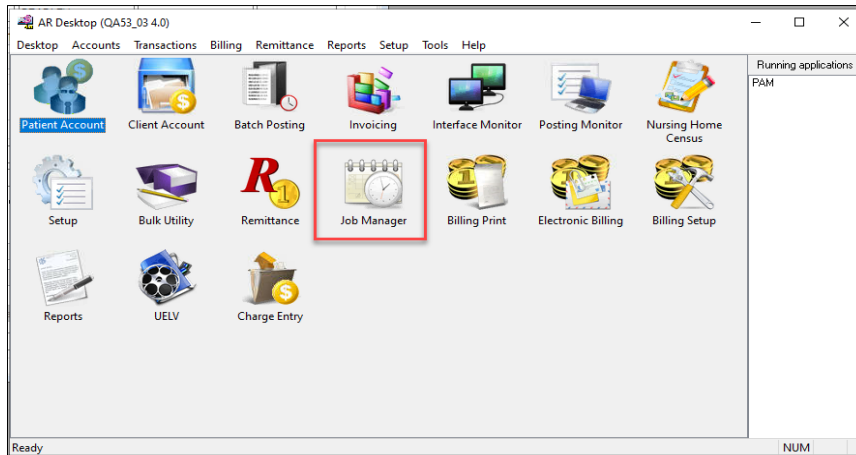 AR Desktop (QA53_03 4.0)
Desktop Accounts Transactions Billing Remittance Reports Setup Tools Help
Running applications
PAM
Patient Account
Client Account
Batch Posting
Invoicing
Interface Monitor
Posting Monitor
Nursing Home
Census
Setup
Bulk Utility
Remittance
Job Manager
Billing Print
Electronic Billing
Billing Setup
Reports
UELV
Charge Entry
Ready
NUM